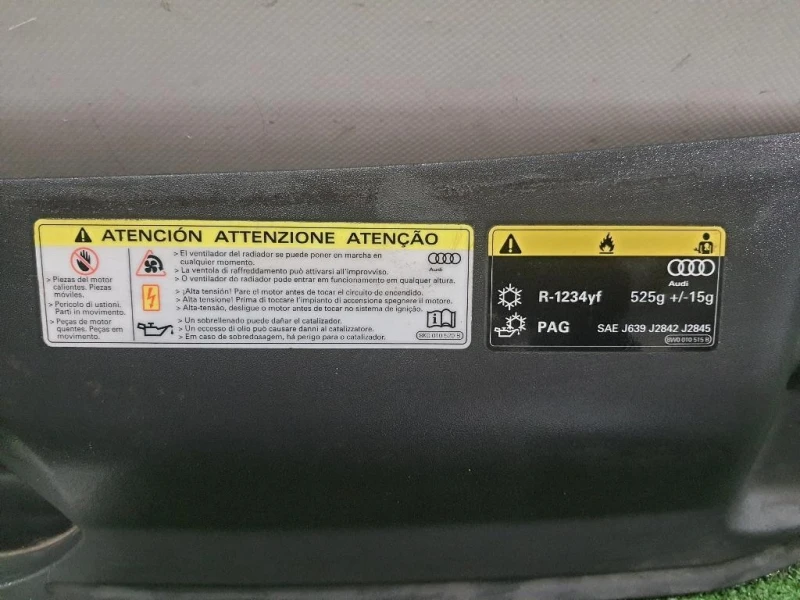 ATENCIÓN ATTENZIONE ATENÇÃO
> Piezas del motor
calientes. Piezas
móviles.
> Pericolo di ustioni.
Parti in movimento.
> Peças de motor
quentes. Peças em
movimento.
> El ventilador del radiador se puede poner en marcha en
cualquier momento.
> La ventola di raffreddamento può attivarsi all'improvviso.
> O ventilador de radiador pode entrar em funcionamento em qualquer altura.
> ¡Alta tensión! Pare el motor antes de tocar el circuito de encendido.
> Alta tensione! Prima di toccare l'impianto di accensione spegnere il motore.
> Alta-tensão, desligue o motor antes de tocar no sistema de ignição.
> Un sobrellenado puede dañar el catalizador.
> Un eccesso di olio può causare danni al catalizzatore.
> Em caso de sobredosagem, há perigo para o catalizador.
Audi
Audi
R-1234yf 525g +/-15g
PAG SAE J639 J2842 J2845
8W0 010 515 R